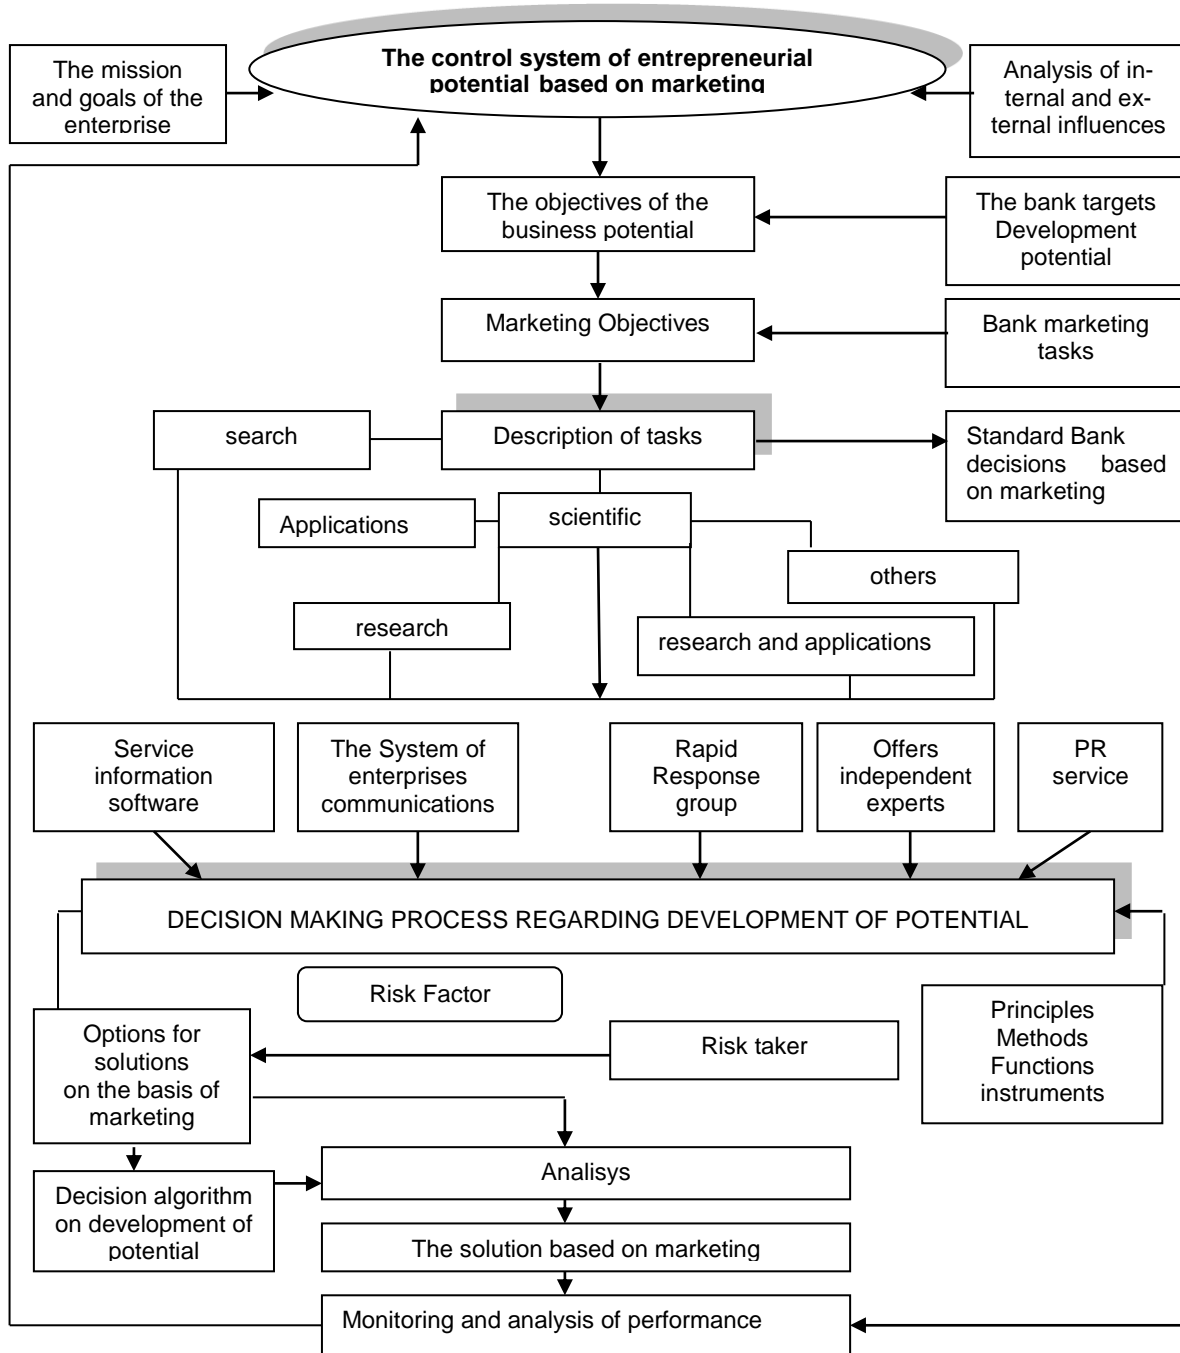 The control system of entrepreneurial
potential based on marketing
The mission
and goals of the
enterprise
Analysis of in-
ternal and ex-
ternal influences
The objectives of the
business potential
The bank targets
Development
potential
Marketing Objectives
Bank marketing
tasks
search
Description of tasks
Standard Bank
decisions based
on marketing
Applications
scientific
others
research
research and applications
Service
information
software
The System of
enterprises
communications
Rapid
Response
group
Offers
independent
experts
PR
service
DECISION MAKING PROCESS REGARDING DEVELOPMENT OF POTENTIAL
Risk Factor
Options for
solutions
on the basis of
marketing
Risk taker
Principles
Methods
Functions
instruments
Decision algorithm
on development of
potential
Analisys
The solution based on marketing
Monitoring and analysis of performance